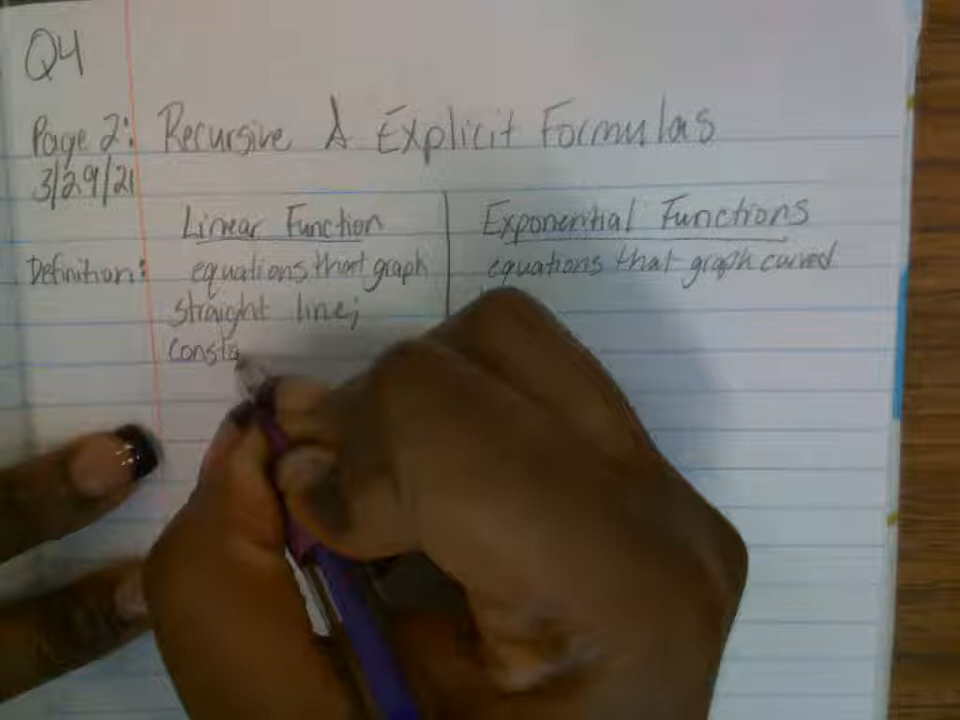 Q4
Page 2: Recursive & Explicit Formulas
3/29/21
Linear Function
Exponential Functions
Definition:
equations that graph
straight line;
consta
equations that graph curved